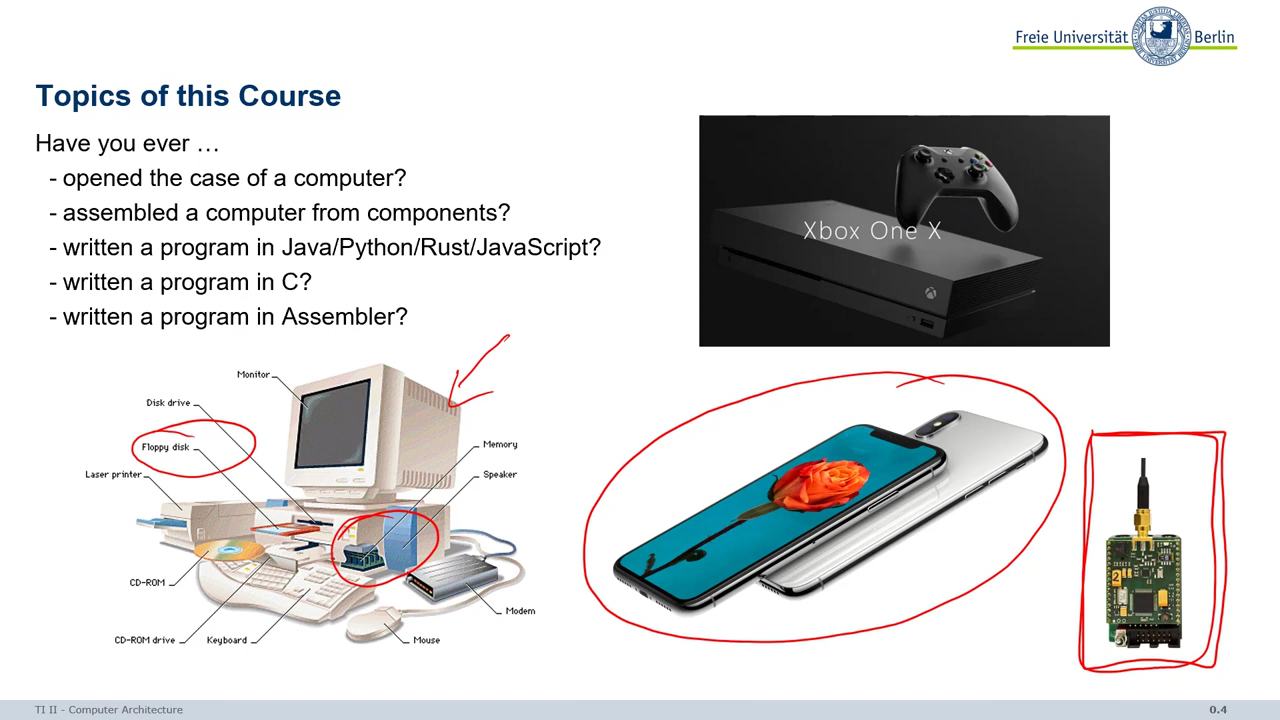 Freie Universität Berlin
Topics of this Course
Have you ever …
- opened the case of a computer?
- assembled a computer from components?
- written a program in Java/Python/Rust/JavaScript?
- written a program in C?
- written a program in Assembler?
Xbox One X
Monitor
Disk drive
Floppy disk
Laser printer
Memory
Speaker
CD-ROM
CD-ROM drive
Keyboard
Mouse
Modem
2
TI II - Computer Architecture
0.4